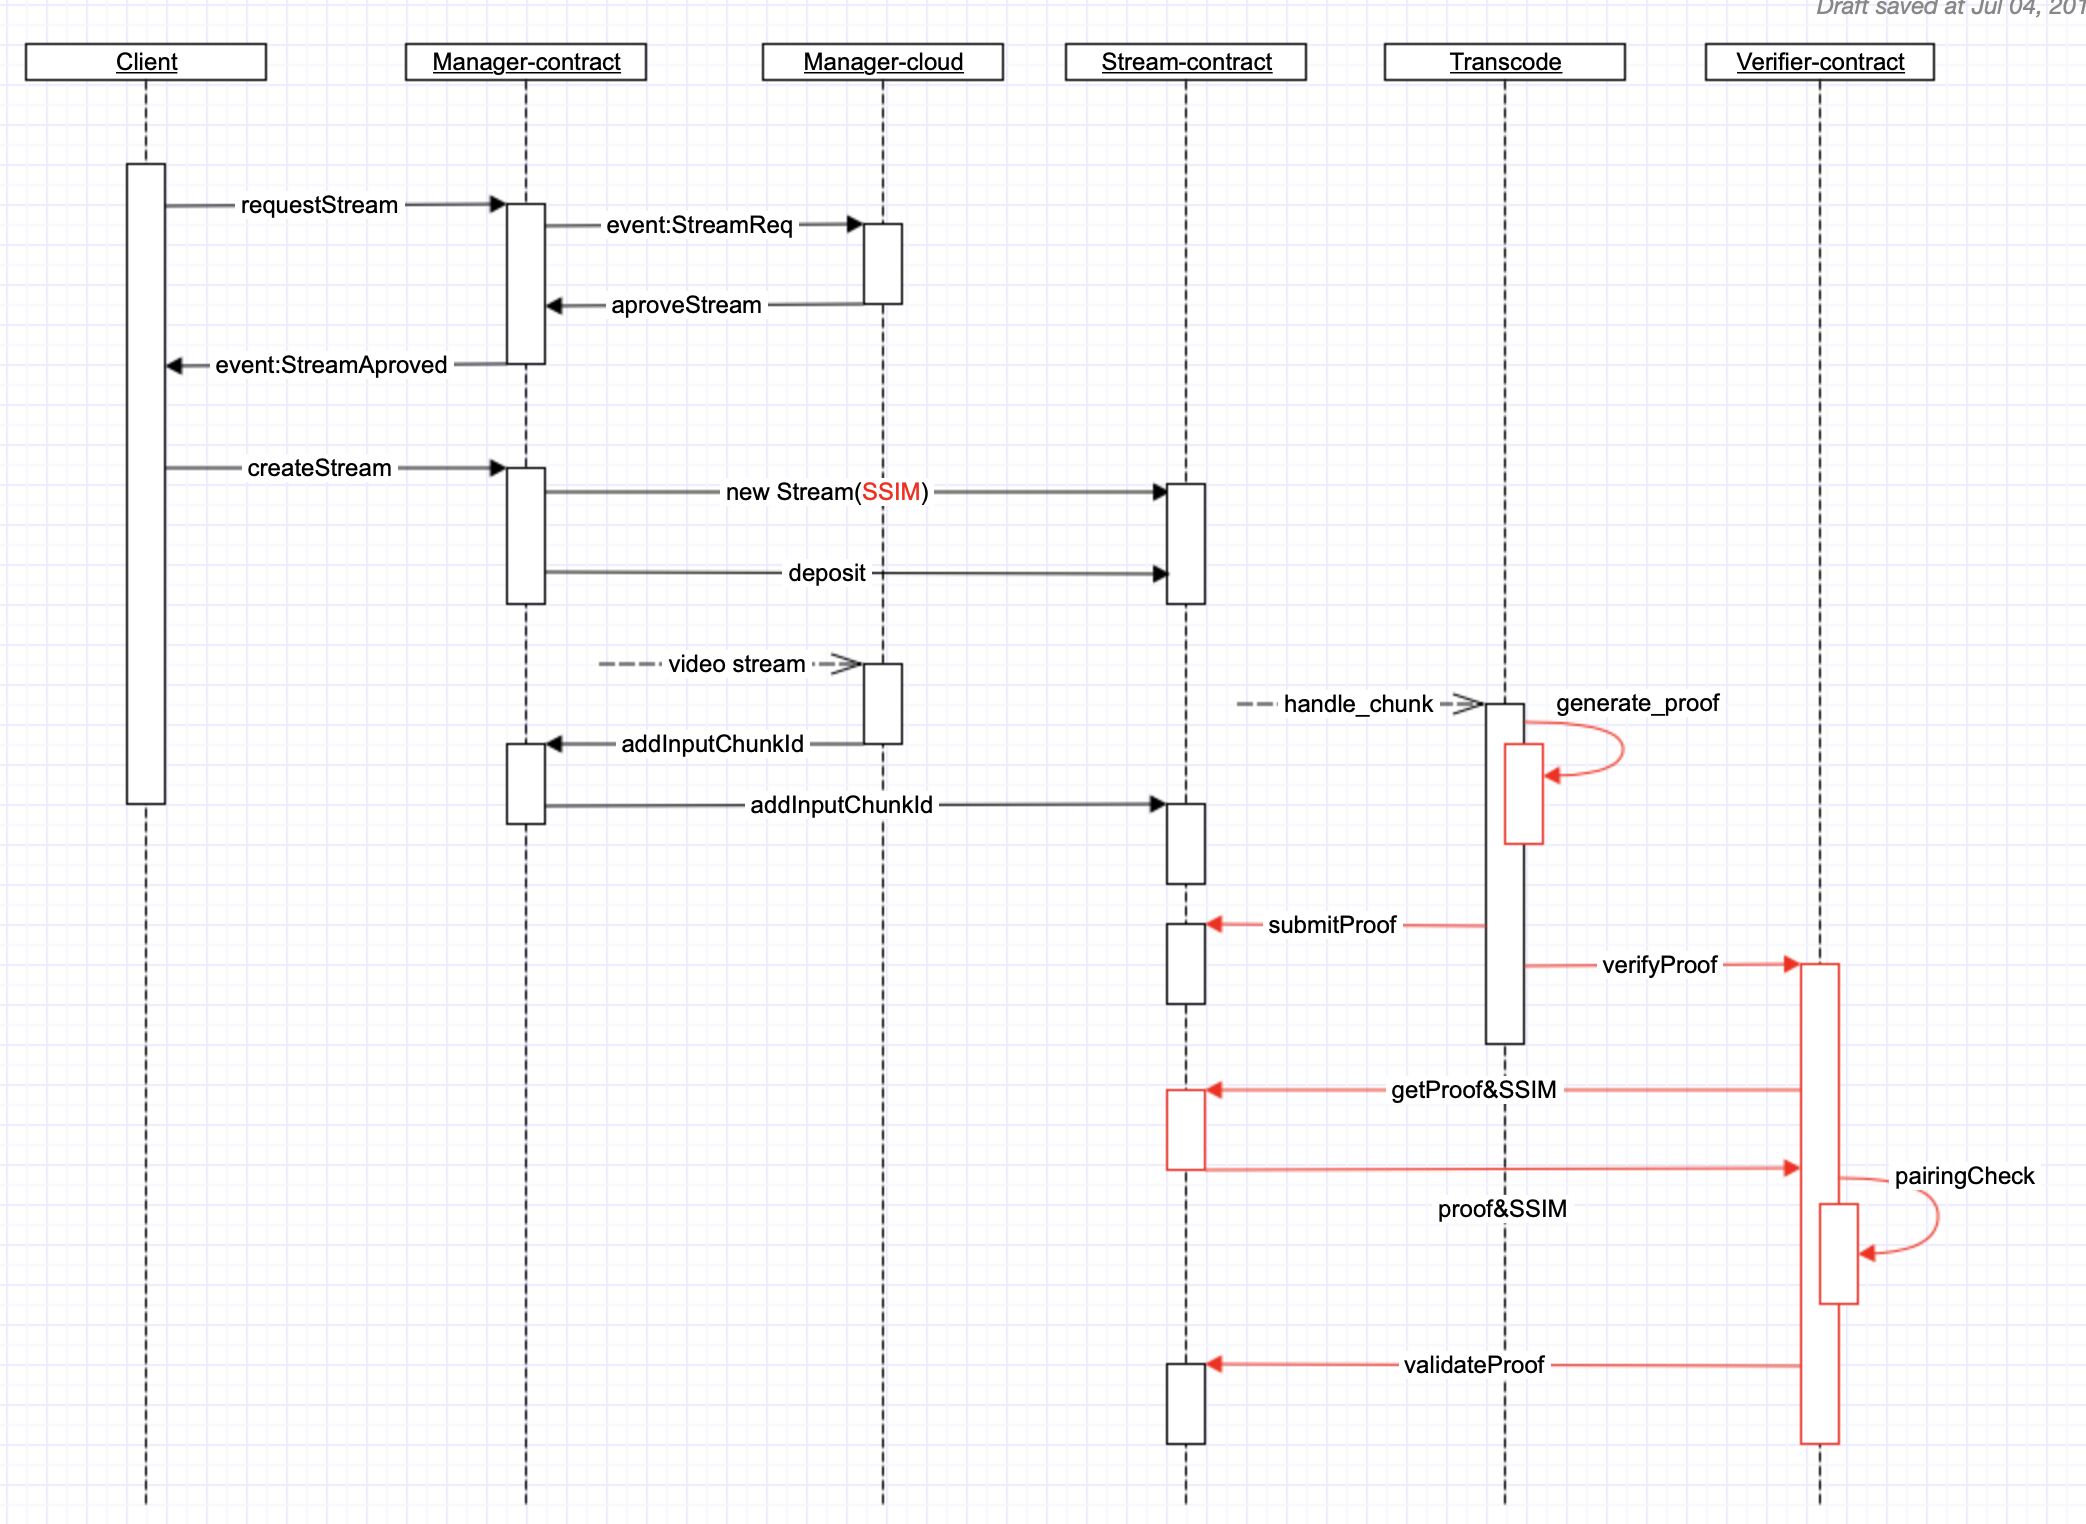 Draft saved at Jul 04, 201
Client
Manager-contract
Manager-cloud
Stream-contract
Transcode
Verifier-contract
requestStream
event:StreamReq
aproveStream
event:StreamAproved
createStream
new Stream(SSIM)
deposit
video stream
handle_chunk
generate_proof
addInputChunkId
addInputChunkId
submitProof
verifyProof
getProof&SSIM
pairingCheck
proof&SSIM
validateProof